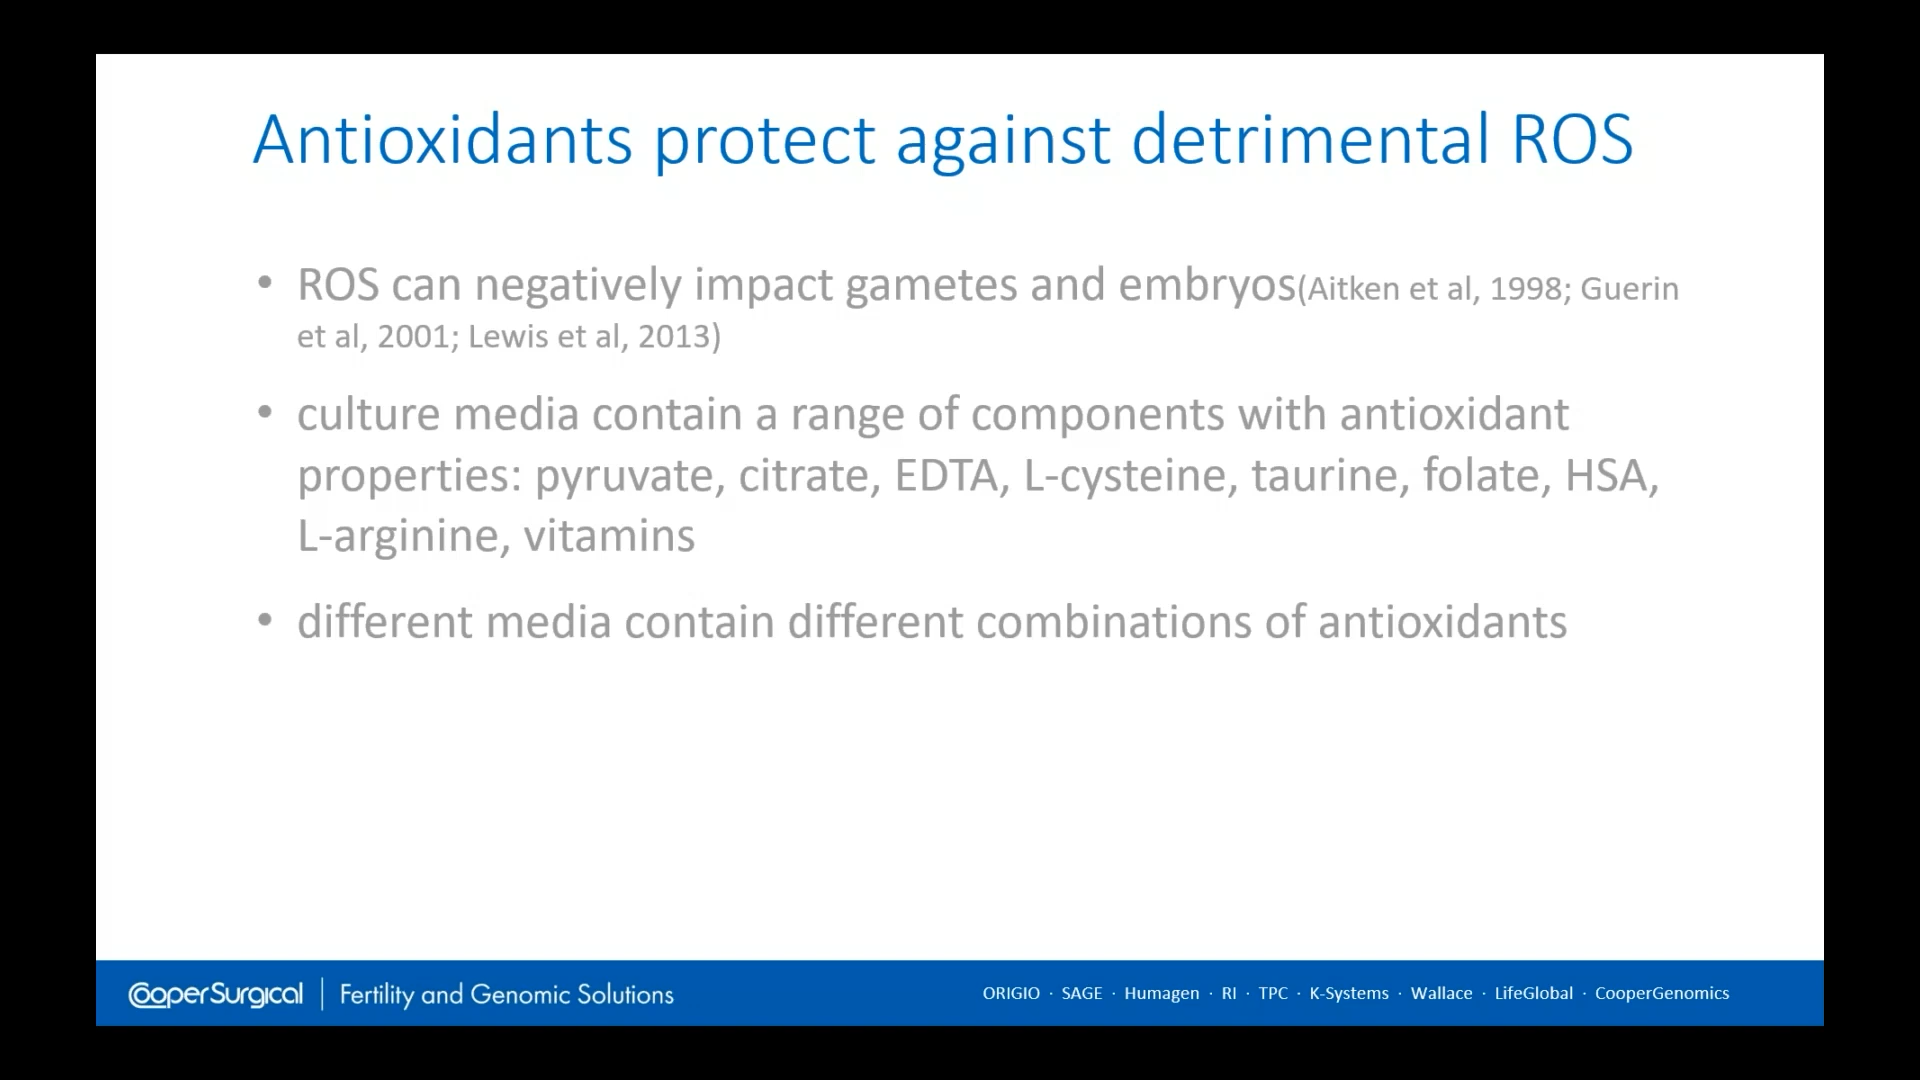 Antioxidants protect against detrimental ROS
• ROS can negatively impact gametes and embryos(Aitken et al, 1998; Guerin
et al, 2001; Lewis et al, 2013)
• culture media contain a range of components with antioxidant
properties: pyruvate, citrate, EDTA, L-cysteine, taurine, folate, HSA,
L-arginine, vitamins
• different media contain different combinations of antioxidants
CooperSurgical | Fertility and Genomic Solutions
ORIGIO · SAGE · Humagen · RI · TPC · K-Systems · Wallace · LifeGlobal · CooperGenomics